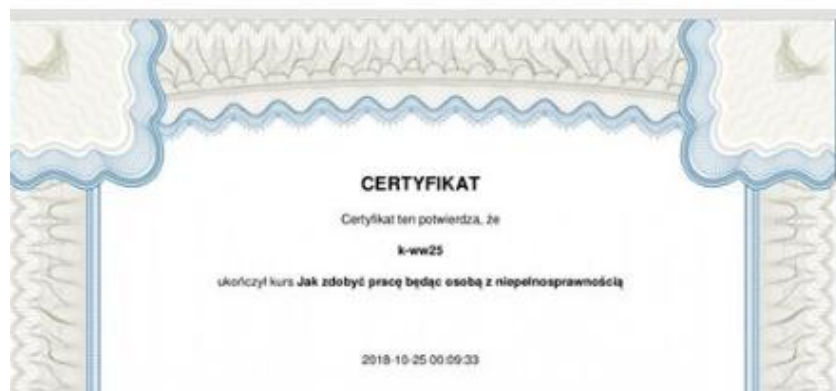 CERTYFIKAT
Certyfikat ten potwierdza, że
k-ww25
ukończył kurs Jak zdobyć pracę będąc osobą z niepełnosprawnością
2018-10-25 00:09:33